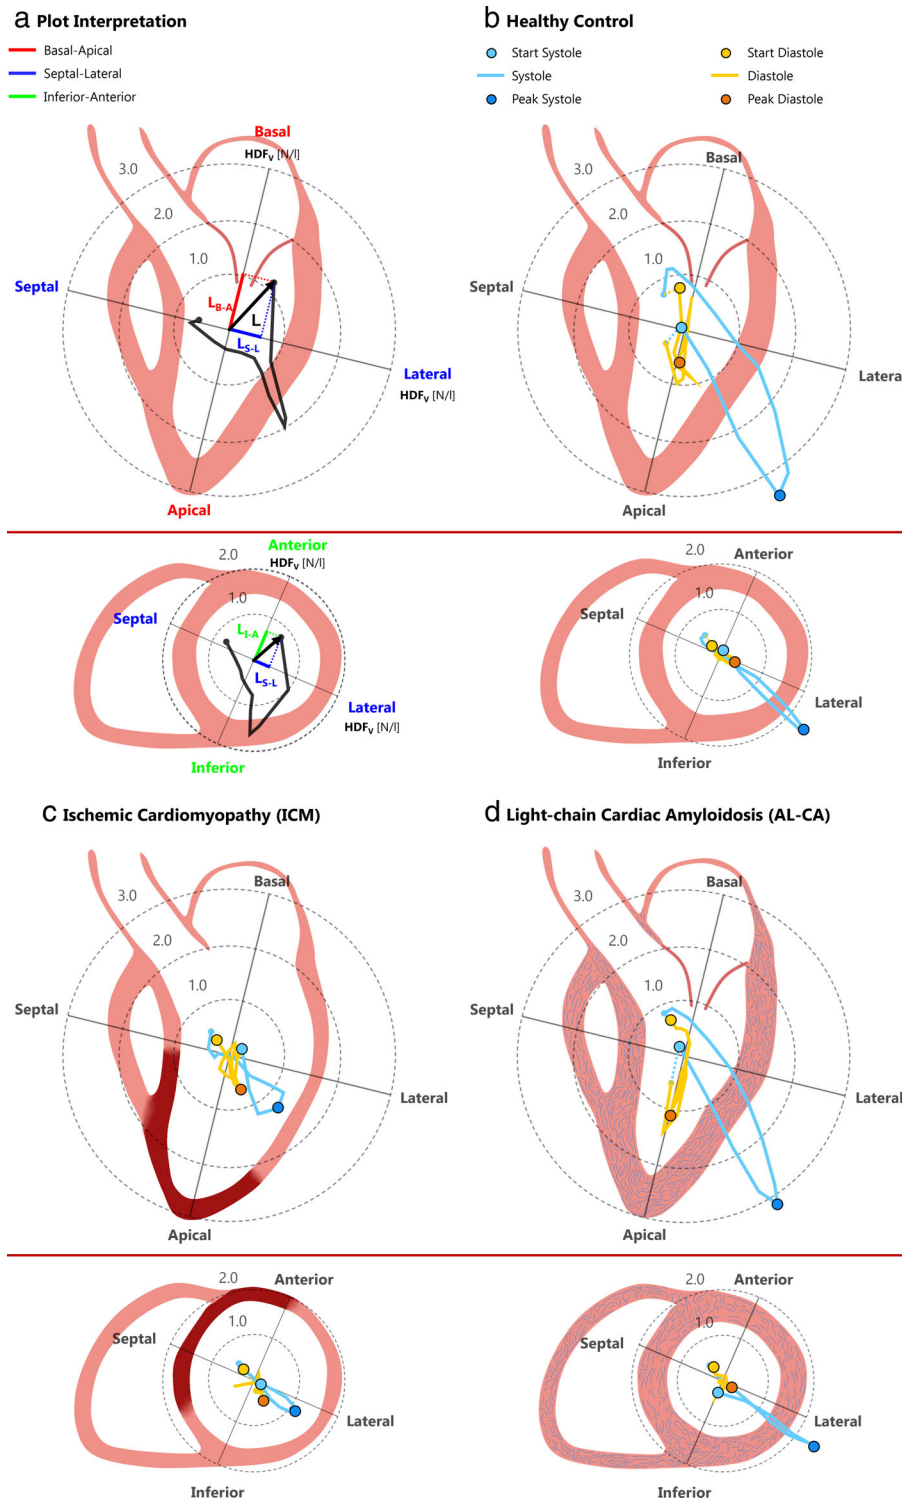 a Plot Interpretation
Basal-Apical
Septal-Lateral
Inferior-Anterior
Basal
HDFV [N/l]
3.0
2.0
1.0
Septal
LB-A
L
LS-L
Lateral
HDFV [N/l]
Apical
Anterior
HDFV [N/l]
2.0
1.0
Septal
LI-A
LS-L
Lateral
HDFV [N/l]
Inferior
b Healthy Control
Start Systole
Systole
Peak Systole
Start Diastole
Diastole
Peak Diastole
Basal
3.0
2.0
1.0
Septal
Lateral
Apical
2.0
Anterior
1.0
Septal
Lateral
Inferior
c Ischemic Cardiomyopathy (ICM)
Basal
3.0
2.0
1.0
Septal
Lateral
Apical
2.0
Anterior
1.0
Septal
Lateral
Inferior
d Light-chain Cardiac Amyloidosis (AL-CA)
Basal
3.0
2.0
1.0
Septal
Lateral
Apical
2.0
Anterior
1.0
Septal
Lateral
Inferior